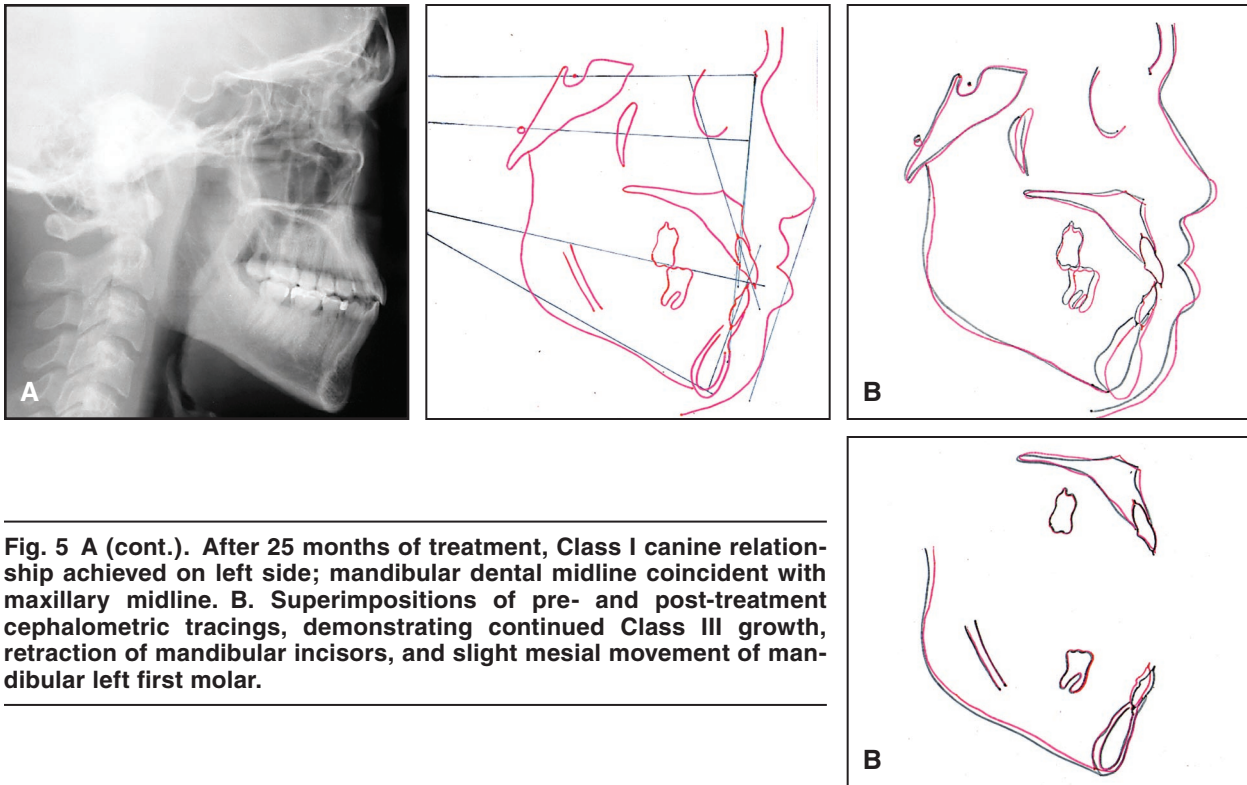 A
B
B
Fig. 5 A (cont.). After 25 months of treatment, Class I canine relation-
ship achieved on left side; mandibular dental midline coincident with
maxillary midline. B. Superimpositions of pre- and post-treatment
cephalometric tracings, demonstrating continued Class III growth,
retraction of mandibular incisors, and slight mesial movement of man-
dibular left first molar.